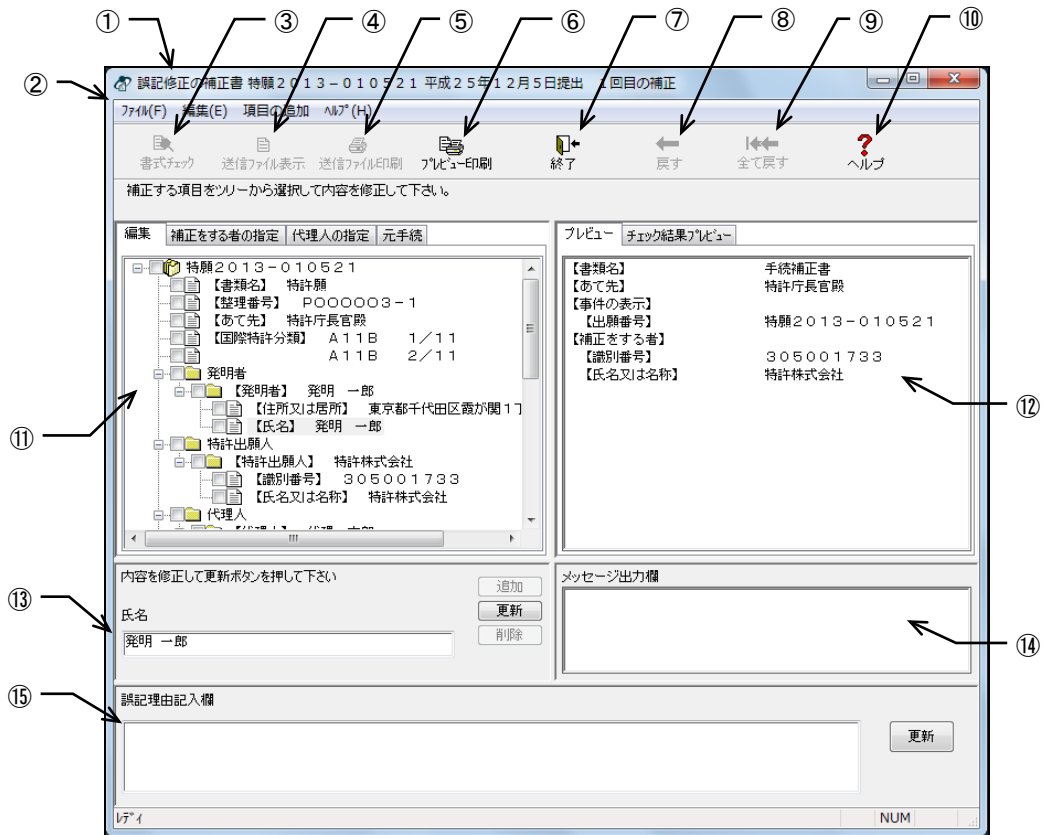 ① ③ ④ ⑤ ⑥ ⑦ ⑧ ⑨ ⑩
②
誤記修正の補正書 特願2013-010521 平成25年12月5日提出 1回目の補正
ファイル(F) 編集(E) 項目の追加 ヘルプ(H)
書式チェック 送信ファイル表示 送信ファイル印刷 プレビュー印刷 終了 戻す 全て戻す ヘルプ
補正する項目をツリーから選択して内容を修正して下さい。
編集 補正をする者の指定 代理人の指定 元手続
特願2013-010521
【書類名】 特許願
【整理番号】 P000003-1
【あて先】 特許庁長官殿
【国際特許分類】 A11B 1/11
A11B 2/11
発明者
【発明者】 発明 一郎
【住所又は居所】 東京都千代田区霞が関1丁
【氏名】 発明 一郎
特許出願人
【特許出願人】 特許株式会社
【識別番号】 305001733
【氏名又は名称】 特許株式会社
代理人
⑪
プレビュー チェック結果プレビュー
【書類名】 手続補正書
【あて先】 特許庁長官殿
【事件の表示】
【出願番号】 特願2013-010521
【補正をする者】
【識別番号】 305001733
【氏名又は名称】 特許株式会社
⑫
内容を修正して更新ボタンを押して下さい
追加
更新
削除
⑬
氏名
発明 一郎
メッセージ出力欄
⑭
⑮
誤記理由記入欄
更新
レディ NUM